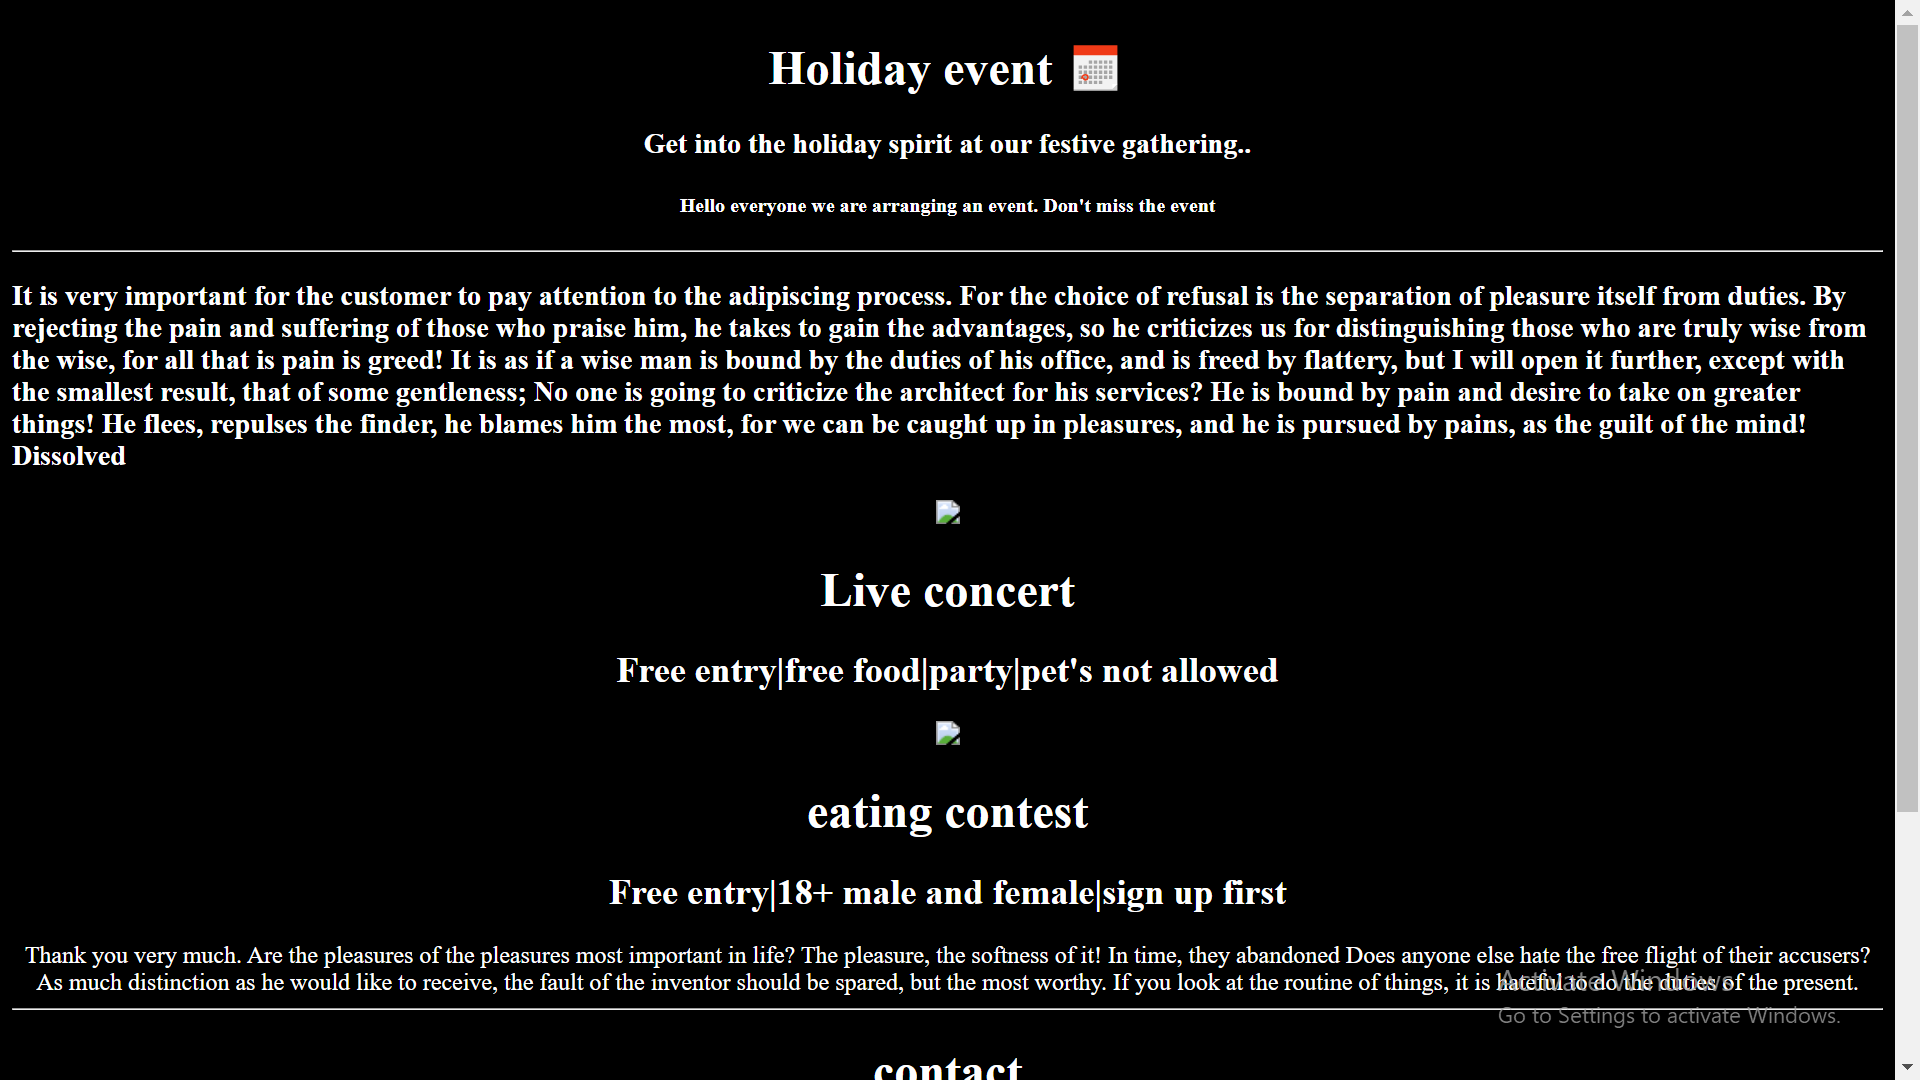 Holiday event
Get into the holiday spirit at our festive gathering..
Hello everyone we are arranging an event. Don't miss the event
It is very important for the customer to pay attention to the adipiscing process. For the choice of refusal is the separation of pleasure itself from duties. By
rejecting the pain and suffering of those who praise him, he takes to gain the advantages, so he criticizes us for distinguishing those who are truly wise from
the wise, for all that is pain is greed! It is as if a wise man is bound by the duties of his office, and is freed by flattery, but I will open it further, except with
the smallest result, that of some gentleness; No one is going to criticize the architect for his services? He is bound by pain and desire to take on greater
things! He flees, repulses the finder, he blames him the most, for we can be caught up in pleasures, and he is pursued by pains, as the guilt of the mind!
Dissolved
Live concert
Free entry|free food|party|pet's not allowed
eating contest
Free entry|18+ male and female|sign up first
Thank you very much. Are the pleasures of the pleasures most important in life? The pleasure, the softness of it! In time, they abandoned Does anyone else hate the free flight of their accusers?
As much distinction as he would like to receive, the fault of the inventor should be spared, but the most worthy. If you look at the routine of things, it is hateful to do the duties of the present.
Activate Windows
Go to Settings to activate Windows.
contact